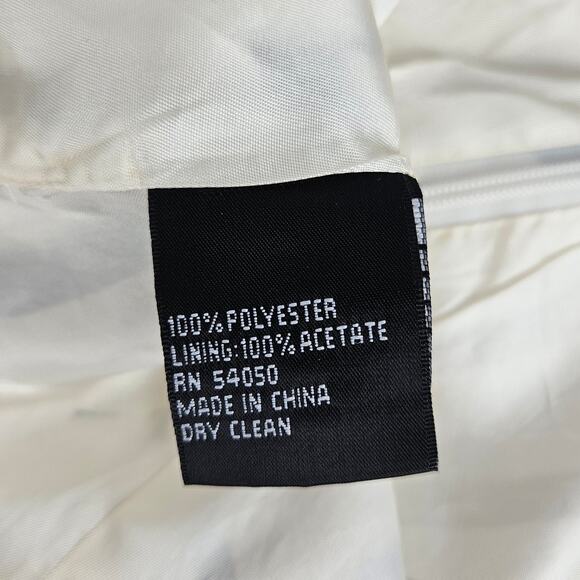 100% POLYESTER
LINING:100% ACETATE
RN 54050
MADE IN CHINA
DRY CLEAN